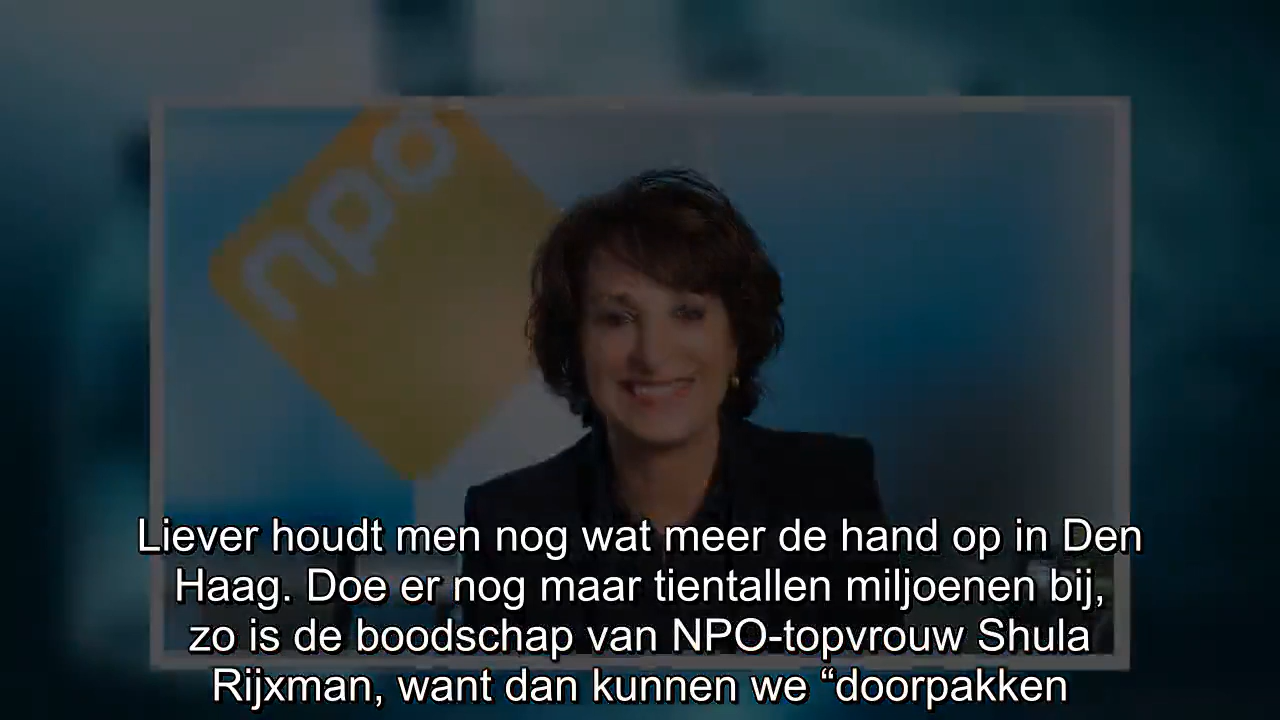 npo
Liever houdt men nog wat meer de hand op in Den
Haag. Doe er nog maar tientallen miljoenen bij,
zo is de boodschap van NPO-topvrouw Shula
Rijxman, want dan kunnen we “doorpakken